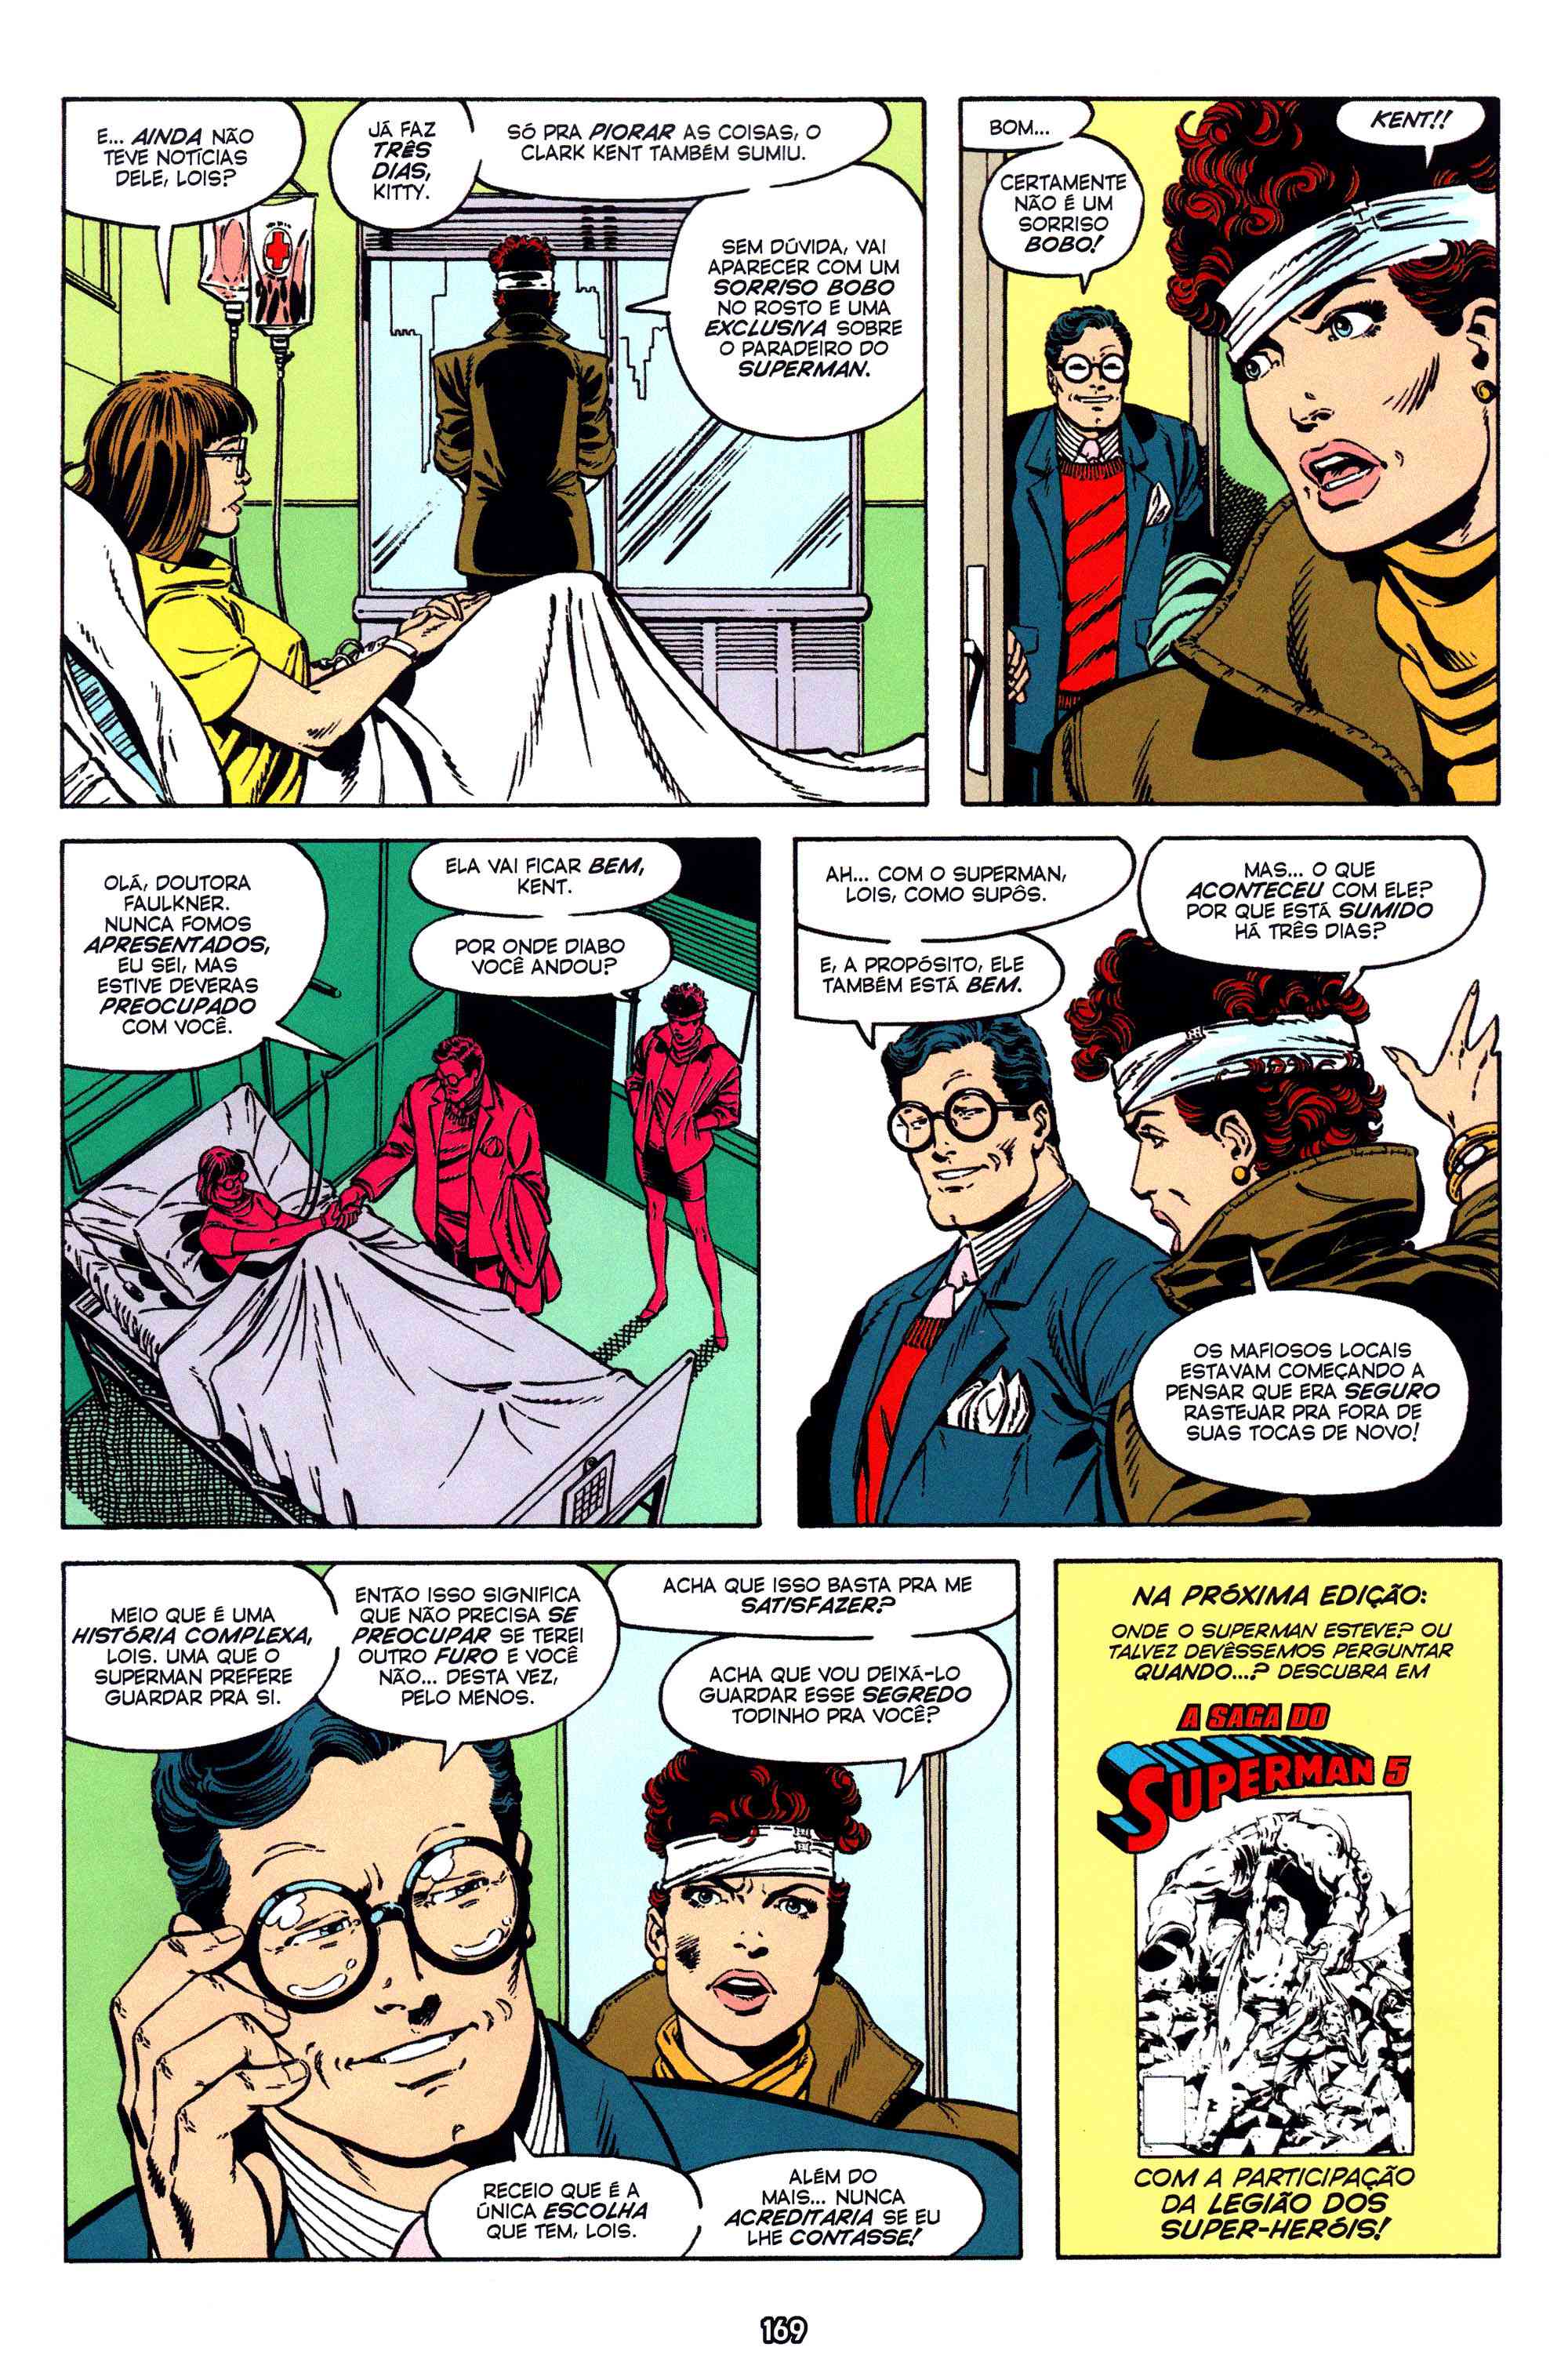 E... AINDA NÃO
TEVE NOTÍCIAS
DELE, LOIS?
JÁ FAZ
TRÊS
DIAS,
KITTY.
SÓ PRA PIORAR AS COISAS, O
CLARK KENT TAMBÉM SUMIU.
SEM DÚVIDA, VAI
APARECER COM UM
SORRISO BOBO
NO ROSTO E UMA
EXCLUSIVA SOBRE
O PARADEIRO DO
SUPERMAN.
BOM...
CERTAMENTE
NÃO É UM
SORRISO
BOBO!
KENT!!
OLÁ, DOUTORA
FAULKNER.
NUNCA FOMOS
APRESENTADOS,
EU SEI, MAS
ESTIVE DEVERAS
PREOCUPADO
COM VOCÊ.
ELA VAI FICAR BEM,
KENT.
POR ONDE DIABO
VOCÊ ANDOU?
AH... COM O SUPERMAN,
LOIS, COMO SUPÔS.
E, A PROPÓSITO, ELE
TAMBÉM ESTÁ BEM.
MAS... O QUE
ACONTECEU COM ELE?
POR QUE ESTÁ SUMIDO
HÁ TRÊS DIAS?
OS MAFIOSOS LOCAIS
ESTAVAM COMEÇANDO A
PENSAR QUE ERA SEGURO
RASTEJAR PRA FORA DE
SUAS TOCAS DE NOVO!
MEIO QUE É UMA
HISTÓRIA COMPLEXA,
LOIS. UMA QUE O
SUPERMAN PREFERE
GUARDAR PRA SI.
ENTÃO ISSO SIGNIFICA
QUE NÃO PRECISA SE
PREOCUPAR SE TEREI
OUTRO FURO E VOCÊ
NÃO... DESTA VEZ,
PELO MENOS.
ACHA QUE ISSO BASTA PRA ME
SATISFAZER?
ACHA QUE VOU DEIXÁ-LO
GUARDAR ESSE SEGREDO
TODINHO PRA VOCÊ?
RECEIO QUE É A
ÚNICA ESCOLHA
QUE TEM, LOIS.
ALÉM DO
MAIS... NUNCA
ACREDITARIA SE EU
LHE CONTASSE!
NA PRÓXIMA EDIÇÃO:
ONDE O SUPERMAN ESTEVE? OU
TALVEZ DEVÊSSEMOS PERGUNTAR
QUANDO...? DESCUBRA EM
A SAGA DO
SUPERMAN 5
COM A PARTICIPAÇÃO
DA LEGIÃO DOS
SUPER-HERÓIS!
169